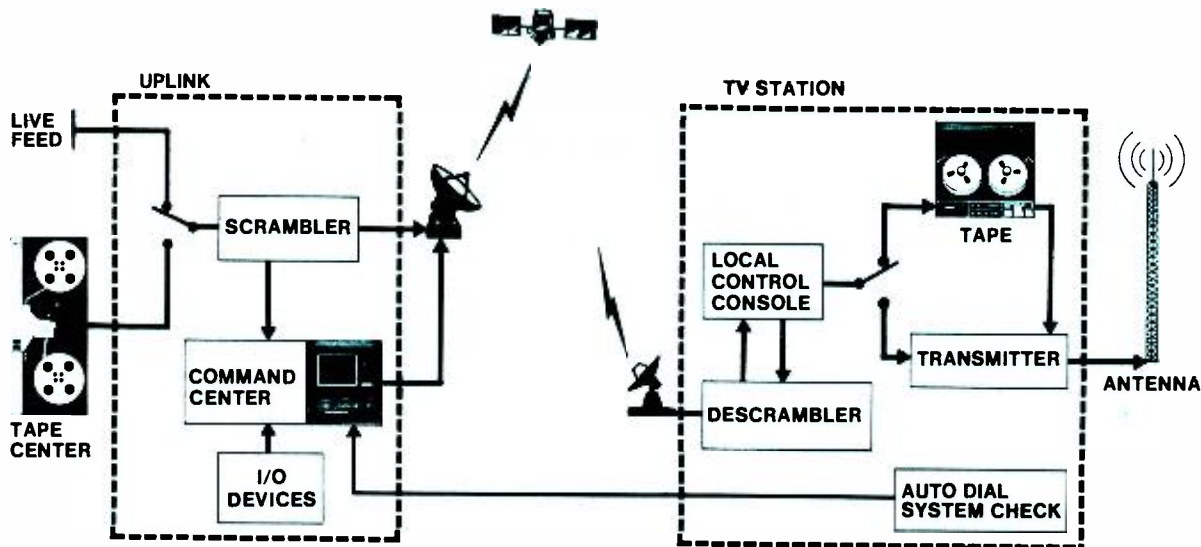 UPLINK
LIVE
FEED
SCRAMBLER
COMMAND
CENTER
I/O
DEVICES
TAPE
CENTER
TV STATION
TAPE
LOCAL
CONTROL
CONSOLE
TRANSMITTER
ANTENNA
DESCRAMBLER
AUTO DIAL
SYSTEM CHECK